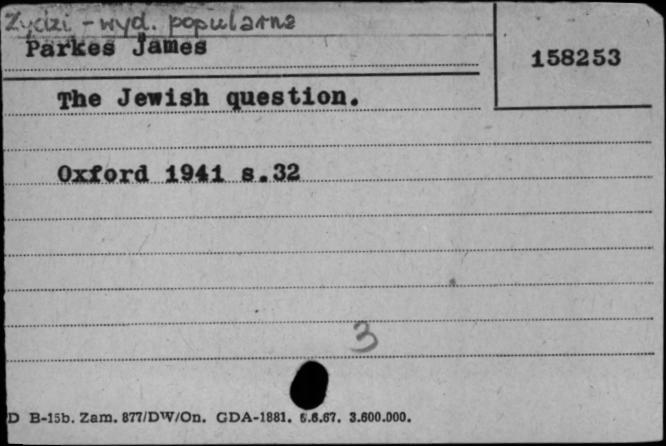 Żydzi - wyd. popularne
Parkes James
158253
The Jewish question.
Oxford 1941 s.32
3
D B-15b. Zam. 877/DW/On. GDA-1881. 6.6.67. 3.600.000.